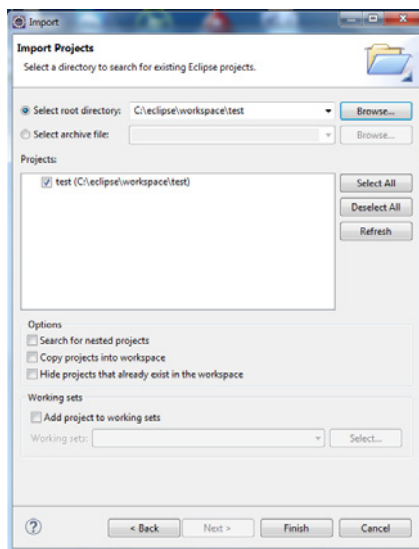 Import
Import Projects
Select a directory to search for existing Eclipse projects.
Select root directory: C:\eclipse\workspace\test Browse...
Select archive file: Browse...
Projects:
test (C:\eclipse\workspace\test) Select All
Deselect All
Refresh
Options
Search for nested projects
Copy projects into workspace
Hide projects that already exist in the workspace
Working sets
Add project to working sets
Working sets: Select...
? < Back Next > Finish Cancel